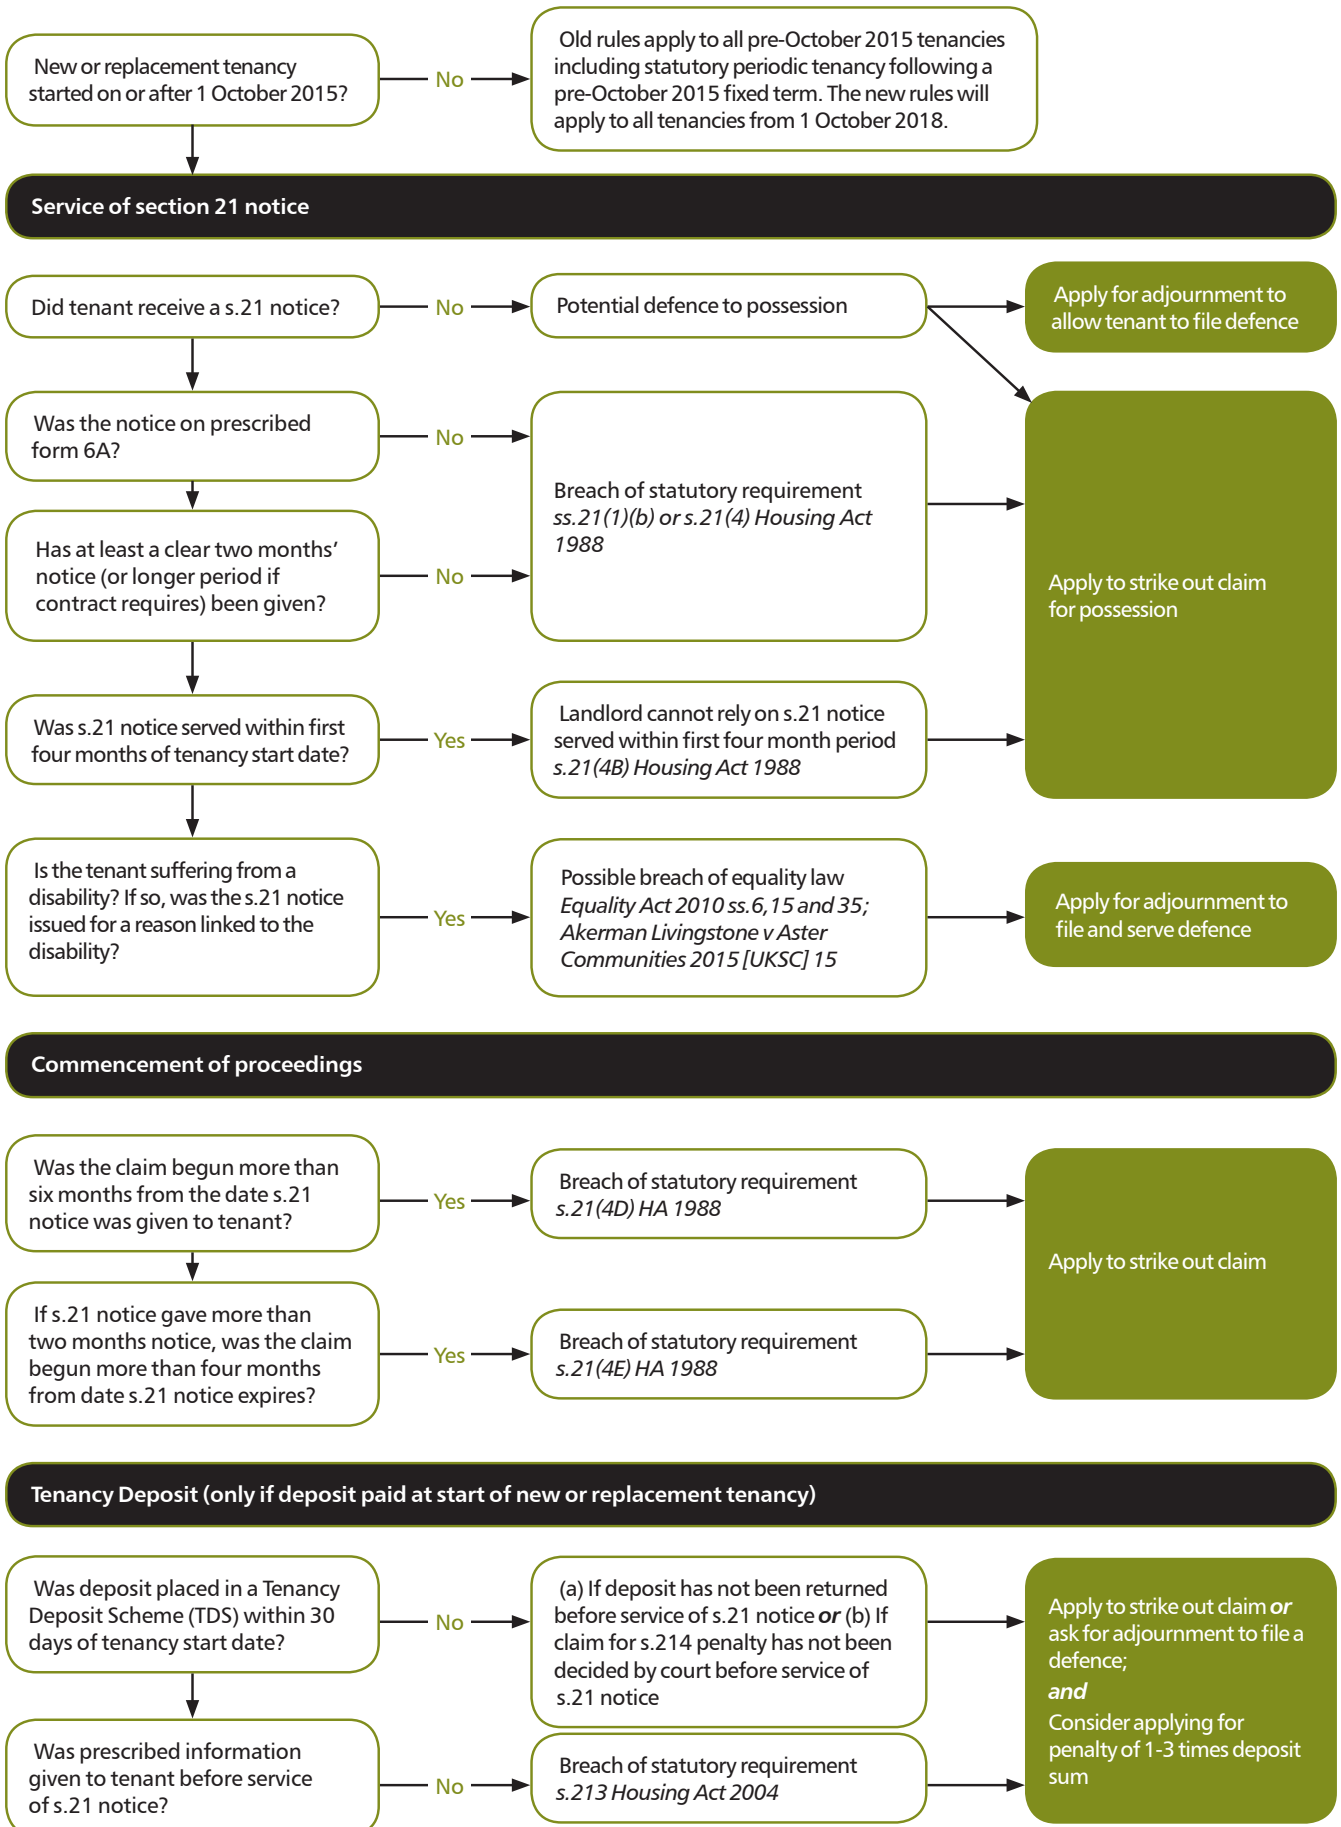 New or replacement tenancy
started on or after 1 October 2015?
No
Old rules apply to all pre-October 2015 tenancies
including statutory periodic tenancy following a
pre-October 2015 fixed term. The new rules will
apply to all tenancies from 1 October 2018.
Service of section 21 notice
Did tenant receive a s.21 notice?
No
Potential defence to possession
Apply for adjournment to
allow tenant to file defence
Was the notice on prescribed
form 6A?
No
Has at least a clear two months’
notice (or longer period if
contract requires) been given?
No
Breach of statutory requirement
ss.21(1)(b) or s.21(4) Housing Act
1988
Apply to strike out claim
for possession
Was s.21 notice served within first
four months of tenancy start date?
Yes
Landlord cannot rely on s.21 notice
served within first four month period
s.21(4B) Housing Act 1988
Is the tenant suffering from a
disability? If so, was the s.21 notice
issued for a reason linked to the
disability?
Yes
Possible breach of equality law
Equality Act 2010 ss.6,15 and 35;
Akerman Livingstone v Aster
Communities 2015 [UKSC] 15
Apply for adjournment to
file and serve defence
Commencement of proceedings
Was the claim begun more than
six months from the date s.21
notice was given to tenant?
Yes
Breach of statutory requirement
s.21(4D) HA 1988
Apply to strike out claim
If s.21 notice gave more than
two months notice, was the claim
begun more than four months
from date s.21 notice expires?
Yes
Breach of statutory requirement
s.21(4E) HA 1988
Tenancy Deposit (only if deposit paid at start of new or replacement tenancy)
Was deposit placed in a Tenancy
Deposit Scheme (TDS) within 30
days of tenancy start date?
No
(a) If deposit has not been returned
before service of s.21 notice or (b) If
claim for s.214 penalty has not been
decided by court before service of
s.21 notice
Apply to strike out claim or
ask for adjournment to file a
defence;
and
Consider applying for
penalty of 1-3 times deposit
sum
Was prescribed information
given to tenant before service
of s.21 notice?
No
Breach of statutory requirement
s.213 Housing Act 2004